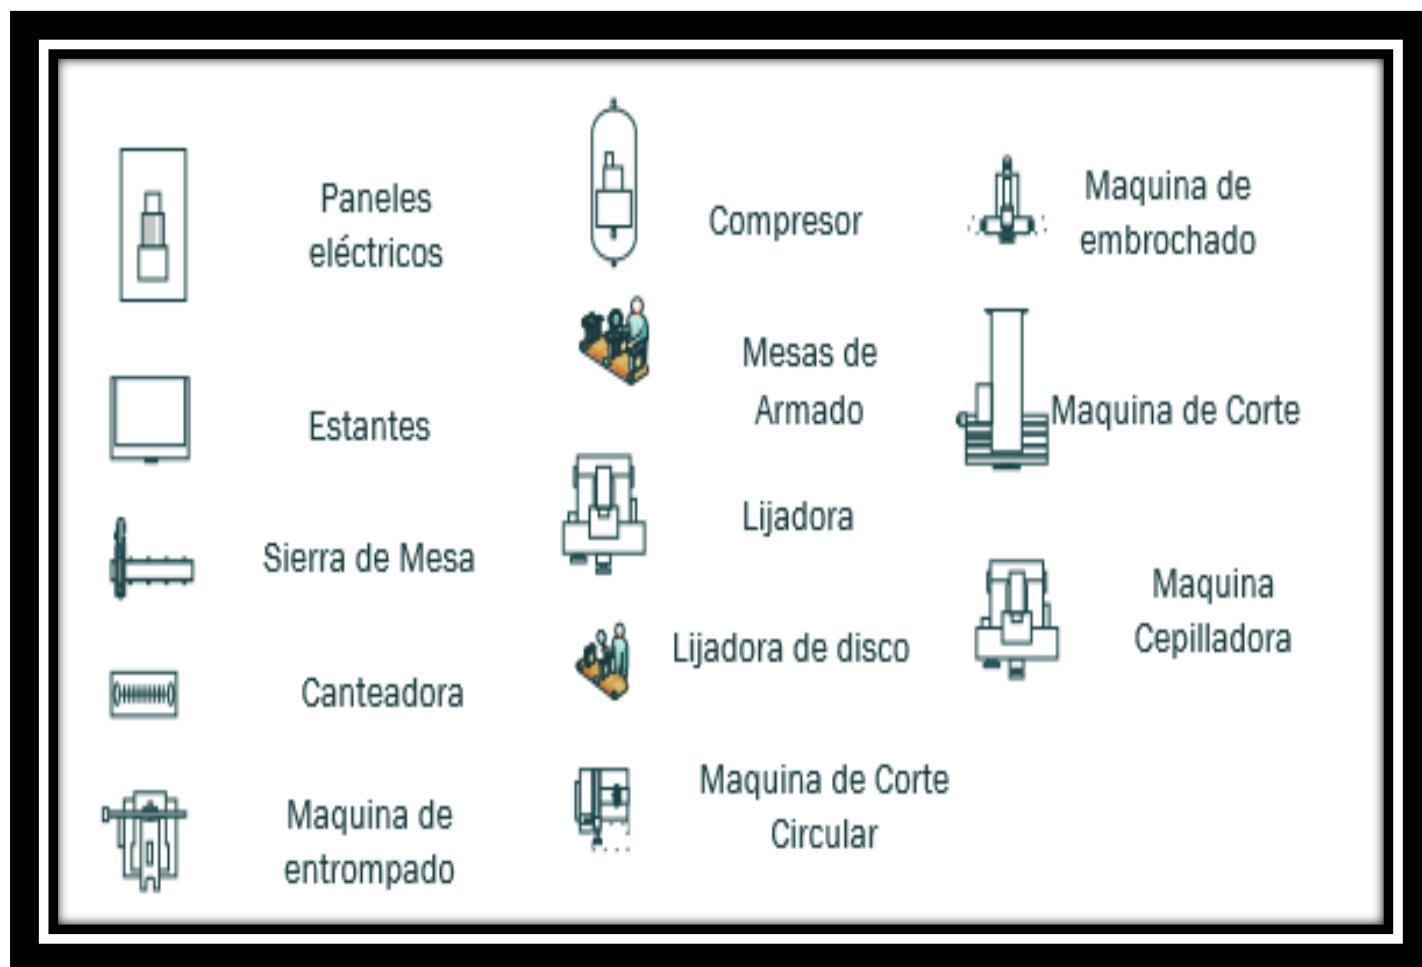 Paneles
eléctricos
Estantes
Sierra de Mesa
Canteadora
Maquina de
entrompado
Compresor
Mesas de
Armado
Lijadora
Lijadora de disco
Maquina de Corte
Circular
Maquina de
embrochado
Maquina de Corte
Maquina
Cepilladora